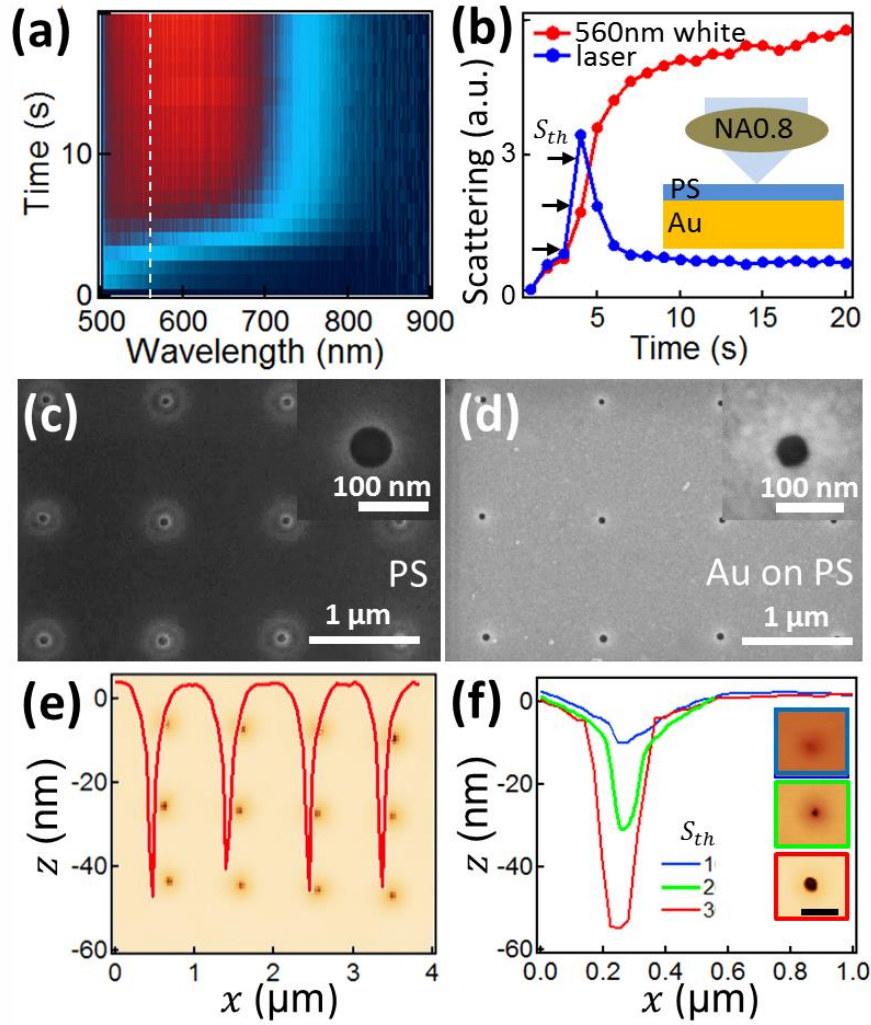 (a)
Time (s)
10
0
500 600 700 800 900
Wavelength (nm)
(b)
560nm white
laser
Scattering (a.u.)
S_th
3
0
NA0.8
PS
Au
5 10 15 20
Time (s)
(c)
100 nm
PS
1 µm
(d)
100 nm
Au on PS
1 µm
(e)
z (nm)
0
-20
-40
-60
0 1 2 3 4
x (µm)
(f)
z (nm)
0
-20
-40
-60
S_th
1
2
3
0.0 0.2 0.4 0.6 0.8 1.0
x (µm)